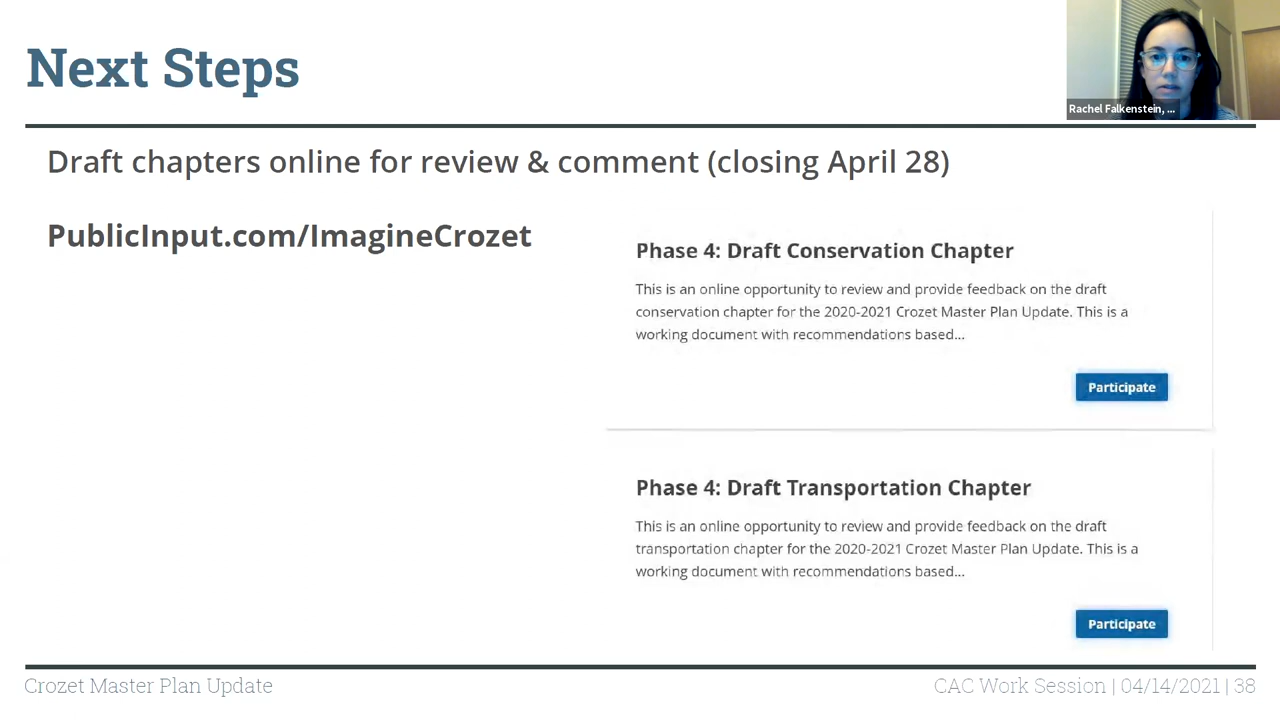 Next Steps
Rachel Falkenstein, ...
Draft chapters online for review & comment (closing April 28)
PublicInput.com/ImagineCrozet
Phase 4: Draft Conservation Chapter
This is an online opportunity to review and provide feedback on the draft
conservation chapter for the 2020-2021 Crozet Master Plan Update. This is a
working document with recommendations based...
Participate
Phase 4: Draft Transportation Chapter
This is an online opportunity to review and provide feedback on the draft
transportation chapter for the 2020-2021 Crozet Master Plan Update. This is a
working document with recommendations based...
Participate
Crozet Master Plan Update
CAC Work Session | 04/14/2021 | 38